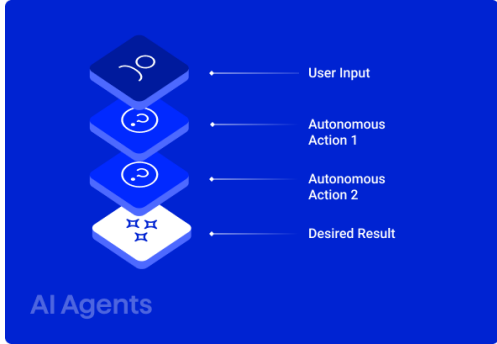 User Input
Autonomous
Action 1
Autonomous
Action 2
Desired Result
AI Agents